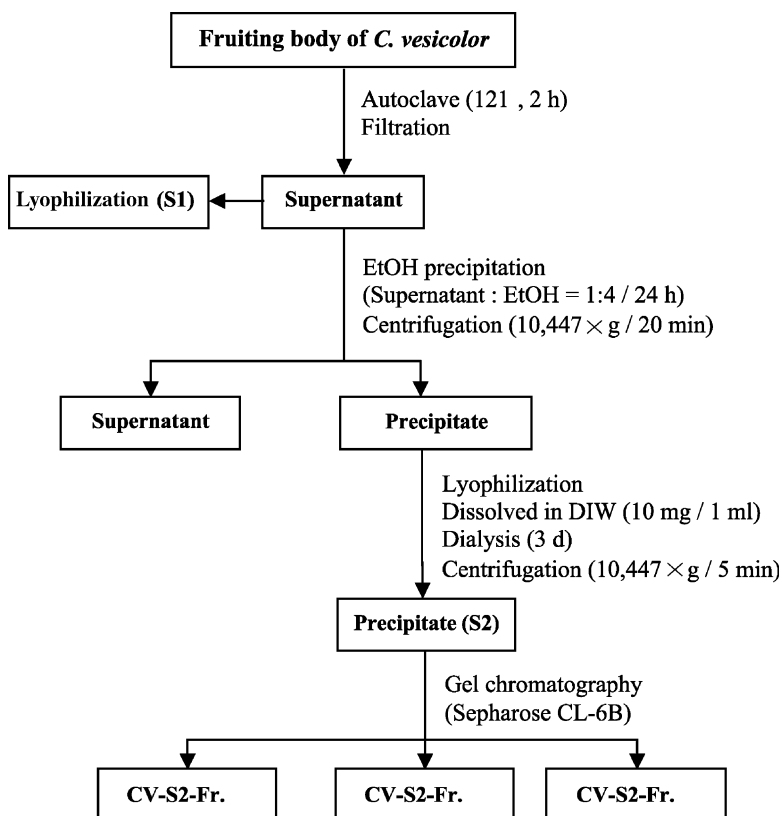 Fruiting body of C. vesicolor
Autoclave (121 , 2 h)
Filtration
Lyophilization (S1)
Supernatant
EtOH precipitation
(Supernatant : EtOH = 1:4 / 24 h)
Centrifugation (10,447 × g / 20 min)
Supernatant
Precipitate
Lyophilization
Dissolved in DIW (10 mg / 1 ml)
Dialysis (3 d)
Centrifugation (10,447 × g / 5 min)
Precipitate (S2)
Gel chromatography
(Sepharose CL-6B)
CV-S2-Fr.
CV-S2-Fr.
CV-S2-Fr.